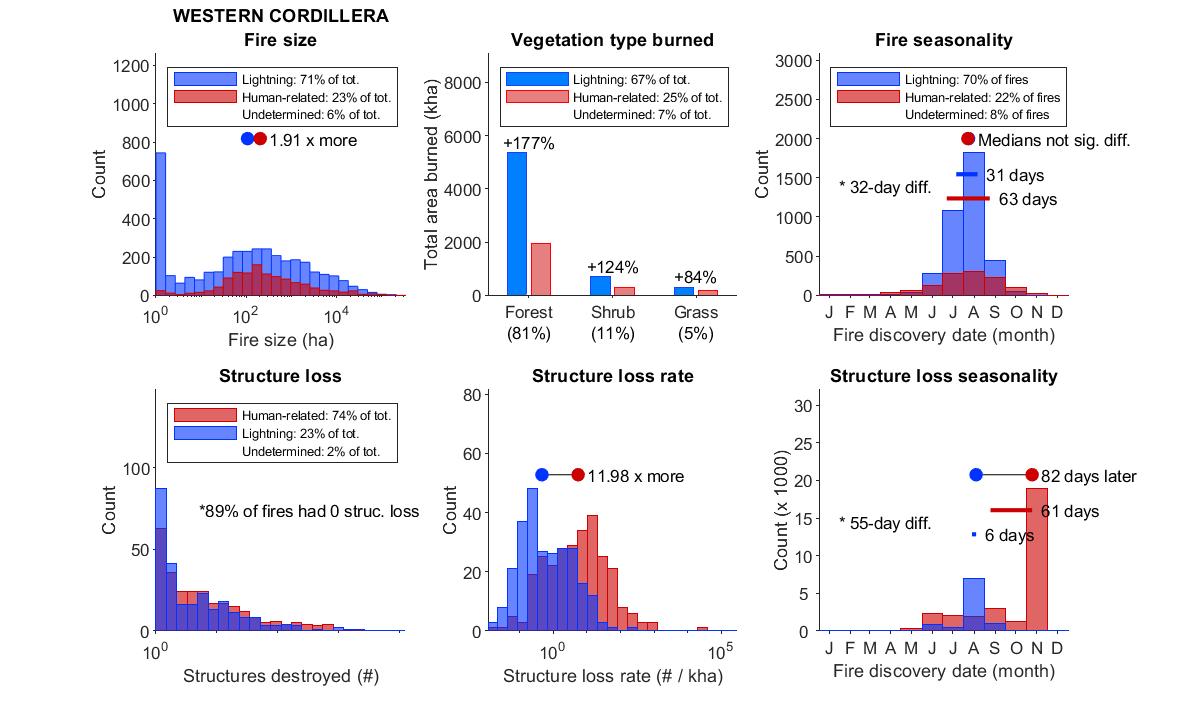 WESTERN CORDILLERA
Fire size
1200
1000
800
600
400
200
0
Count
Lightning: 71% of tot.
Human-related: 23% of tot.
Undetermined: 6% of tot.
1.91 x more
10^0
10^2
10^4
Fire size (ha)
Vegetation type burned
8000
6000
4000
2000
0
Total area burned (kha)
Lightning: 67% of tot.
Human-related: 25% of tot.
Undetermined: 7% of tot.
+177%
+124%
+84%
Forest Shrub Grass
(81%) (11%) (5%)
Fire seasonality
3000
2500
2000
1500
1000
500
0
Count
Lightning: 70% of fires
Human-related: 22% of fires
Undetermined: 8% of fires
Medians not sig. diff.
31 days
* 32-day diff.
63 days
J F M A M J J A S O N D
Fire discovery date (month)
Structure loss
100
50
0
Count
Human-related: 74% of tot.
Lightning: 23% of tot.
Undetermined: 2% of tot.
*89% of fires had 0 struc. loss
10^0
Structures destroyed (#)
Structure loss rate
80
60
40
20
0
Count
11.98 x more
10^0
10^5
Structure loss rate (# / kha)
Structure loss seasonality
30
25
20
15
10
5
0
Count (x 1000)
82 days later
61 days
* 55-day diff.
6 days
J F M A M J J A S O N D
Fire discovery date (month)